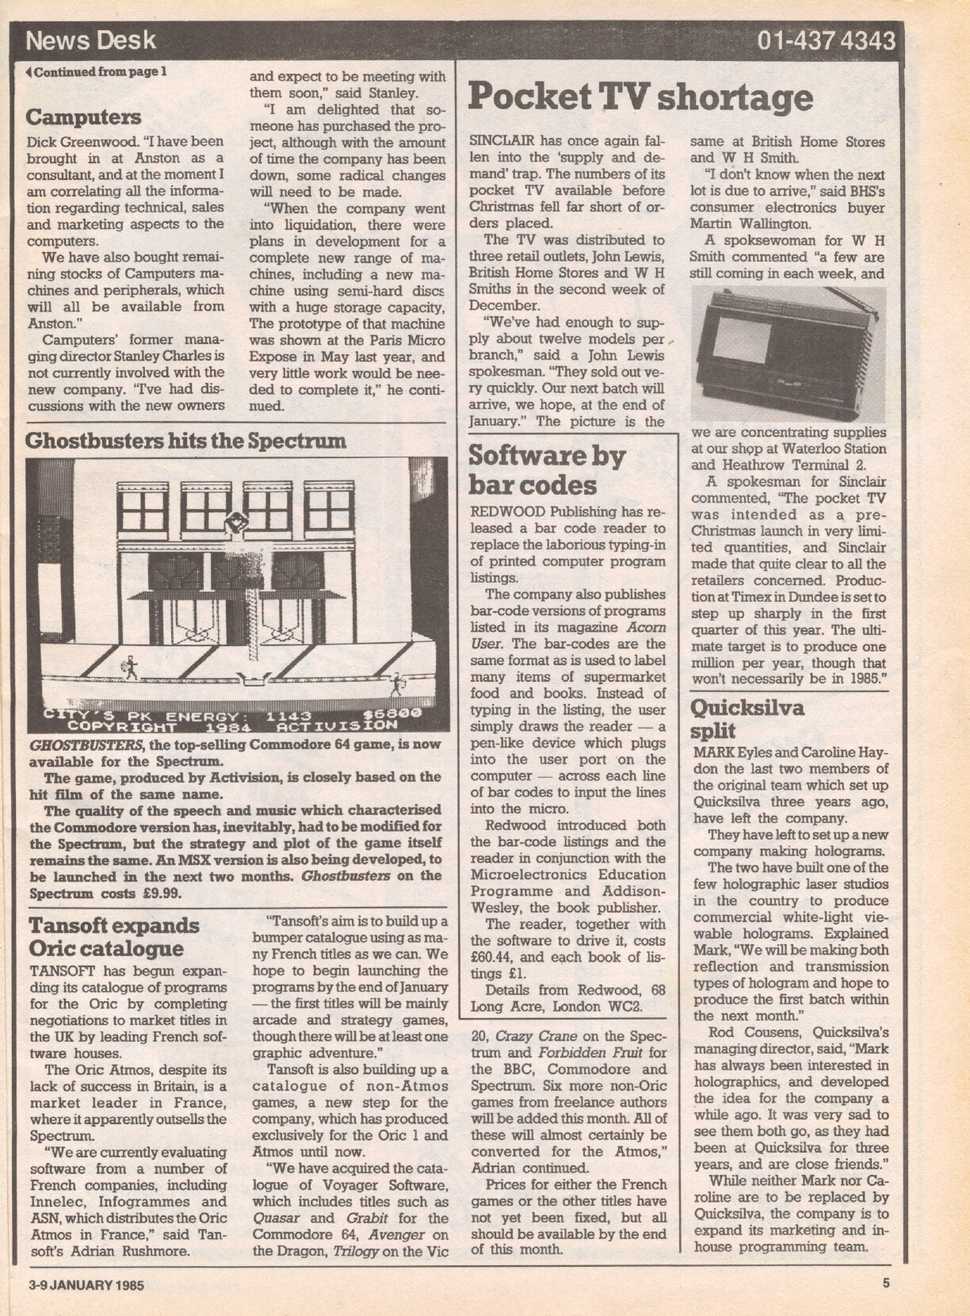 News Desk
01-437 4343
Continued from page 1
Camputers
Dick Greenwood. "I have been
brought in at Anston as a
consultant, and at the moment I
am correlating all the informa-
tion regarding technical, sales
and marketing aspects to the
computers.
We have also bought remai-
ning stocks of Camputers ma-
chines and peripherals, which
will all be available from
Anston."
Camputers' former mana-
ging director Stanley Charles is
not currently involved with the
new company. "I've had dis-
cussions with the new owners
and expect to be meeting with
them soon," said Stanley.
"I am delighted that so-
meone has purchased the pro-
ject, although with the amount
of time the company has been
down, some radical changes
will need to be made.
"When the company went
into liquidation, there were
plans in development for a
complete new range of ma-
chines, including a new ma-
chine using semi-hard discs
with a huge storage capacity,
The prototype of that machine
was shown at the Paris Micro
Expose in May last year, and
very little work would be nee-
ded to complete it," he conti-
nued.
Ghostbusters hits the Spectrum
CITY'S PK ENERGY: 1143 $6800
COPYRIGHT 1984 ACTIVISION
GHOSTBUSTERS, the top-selling Commodore 64 game, is now
available for the Spectrum.
The game, produced by Activision, is closely based on the
hit film of the same name.
The quality of the speech and music which characterised
the Commodore version has, inevitably, had to be modified for
the Spectrum, but the strategy and plot of the game itself
remains the same. An MSX version is also being developed, to
be launched in the next two months. Ghostbusters on the
Spectrum costs £9.99.
Tansoft expands
Oric catalogue
TANSOFT has begun expan-
ding its catalogue of programs
for the Oric by completing
negotiations to market titles in
the UK by leading French sof-
tware houses.
The Oric Atmos, despite its
lack of success in Britain, is a
market leader in France,
where it apparently outsells the
Spectrum.
"We are currently evaluating
software from a number of
French companies, including
Innelec, Infogrammes and
ASN, which distributes the Oric
Atmos in France," said Tan-
soft's Adrian Rushmore.
"Tansoft's aim is to build up a
bumper catalogue using as ma-
ny French titles as we can. We
hope to begin launching the
programs by the end of January
— the first titles will be mainly
arcade and strategy games,
though there will be at least one
graphic adventure."
Tansoft is also building up a
catalogue of non-Atmos
games, a new step for the
company, which has produced
exclusively for the Oric 1 and
Atmos until now.
"We have acquired the cata-
logue of Voyager Software,
which includes titles such as
Quasar and Grabit for the
Commodore 64, Avenger on
the Dragon, Trilogy on the Vic
20, Crazy Crane on the Spec-
trum and Forbidden Fruit for
the BBC, Commodore and
Spectrum. Six more non-Oric
games from freelance authors
will be added this month. All of
these will almost certainly be
converted for the Atmos,"
Adrian continued.
Prices for either the French
games or the other titles have
not yet been fixed, but all
should be available by the end
of this month.
Pocket TV shortage
SINCLAIR has once again fal-
len into the 'supply and de-
mand' trap. The numbers of its
pocket TV available before
Christmas fell far short of or-
ders placed.
The TV was distributed to
three retail outlets, John Lewis,
British Home Stores and W H
Smiths in the second week of
December.
"We've had enough to sup-
ply about twelve models per
branch," said a John Lewis
spokesman. "They sold out ve-
ry quickly. Our next batch will
arrive, we hope, at the end of
January." The picture is the
same at British Home Stores
and W H Smith.
"I don't know when the next
lot is due to arrive," said BHS's
consumer electronics buyer
Martin Wallington.
A spoksewoman for W H
Smith commented "a few are
still coming in each week, and
we are concentrating supplies
at our shop at Waterloo Station
and Heathrow Terminal 2.
A spokesman for Sinclair
commented, "The pocket TV
was intended as a pre-
Christmas launch in very limi-
ted quantities, and Sinclair
made that quite clear to all the
retailers concerned. Produc-
tion at Timex in Dundee is set to
step up sharply in the first
quarter of this year. The ulti-
mate target is to produce one
million per year, though that
won't necessarily be in 1985."
Software by
bar codes
REDWOOD Publishing has re-
leased a bar code reader to
replace the laborious typing-in
of printed computer program
listings.
The company also publishes
bar-code versions of programs
listed in its magazine Acorn
User. The bar-codes are the
same format as is used to label
many items of supermarket
food and books. Instead of
typing in the listing, the user
simply draws the reader — a
pen-like device which plugs
into the user port on the
computer — across each line
of bar codes to input the lines
into the micro.
Redwood introduced both
the bar-code listings and the
reader in conjunction with the
Microelectronics Education
Programme and Addison-
Wesley, the book publisher.
The reader, together with
the software to drive it, costs
£60.44, and each book of lis-
tings £1.
Details from Redwood, 68
Long Acre, London WC2.
Quicksilva
split
MARK Eyles and Caroline Hay-
don the last two members of
the original team which set up
Quicksilva three years ago,
have left the company.
They have left to set up a new
company making holograms.
The two have built one of the
few holographic laser studios
in the country to produce
commercial white-light vie-
wable holograms. Explained
Mark, "We will be making both
reflection and transmission
types of hologram and hope to
produce the first batch within
the next month."
Rod Cousens, Quicksilva's
managing director, said, "Mark
has always been interested in
holographics, and developed
the idea for the company a
while ago. It was very sad to
see them both go, as they had
been at Quicksilva for three
years, and are close friends."
While neither Mark nor Ca-
roline are to be replaced by
Quicksilva, the company is to
expand its marketing and in-
house programming team.
3-9 JANUARY 1985
5